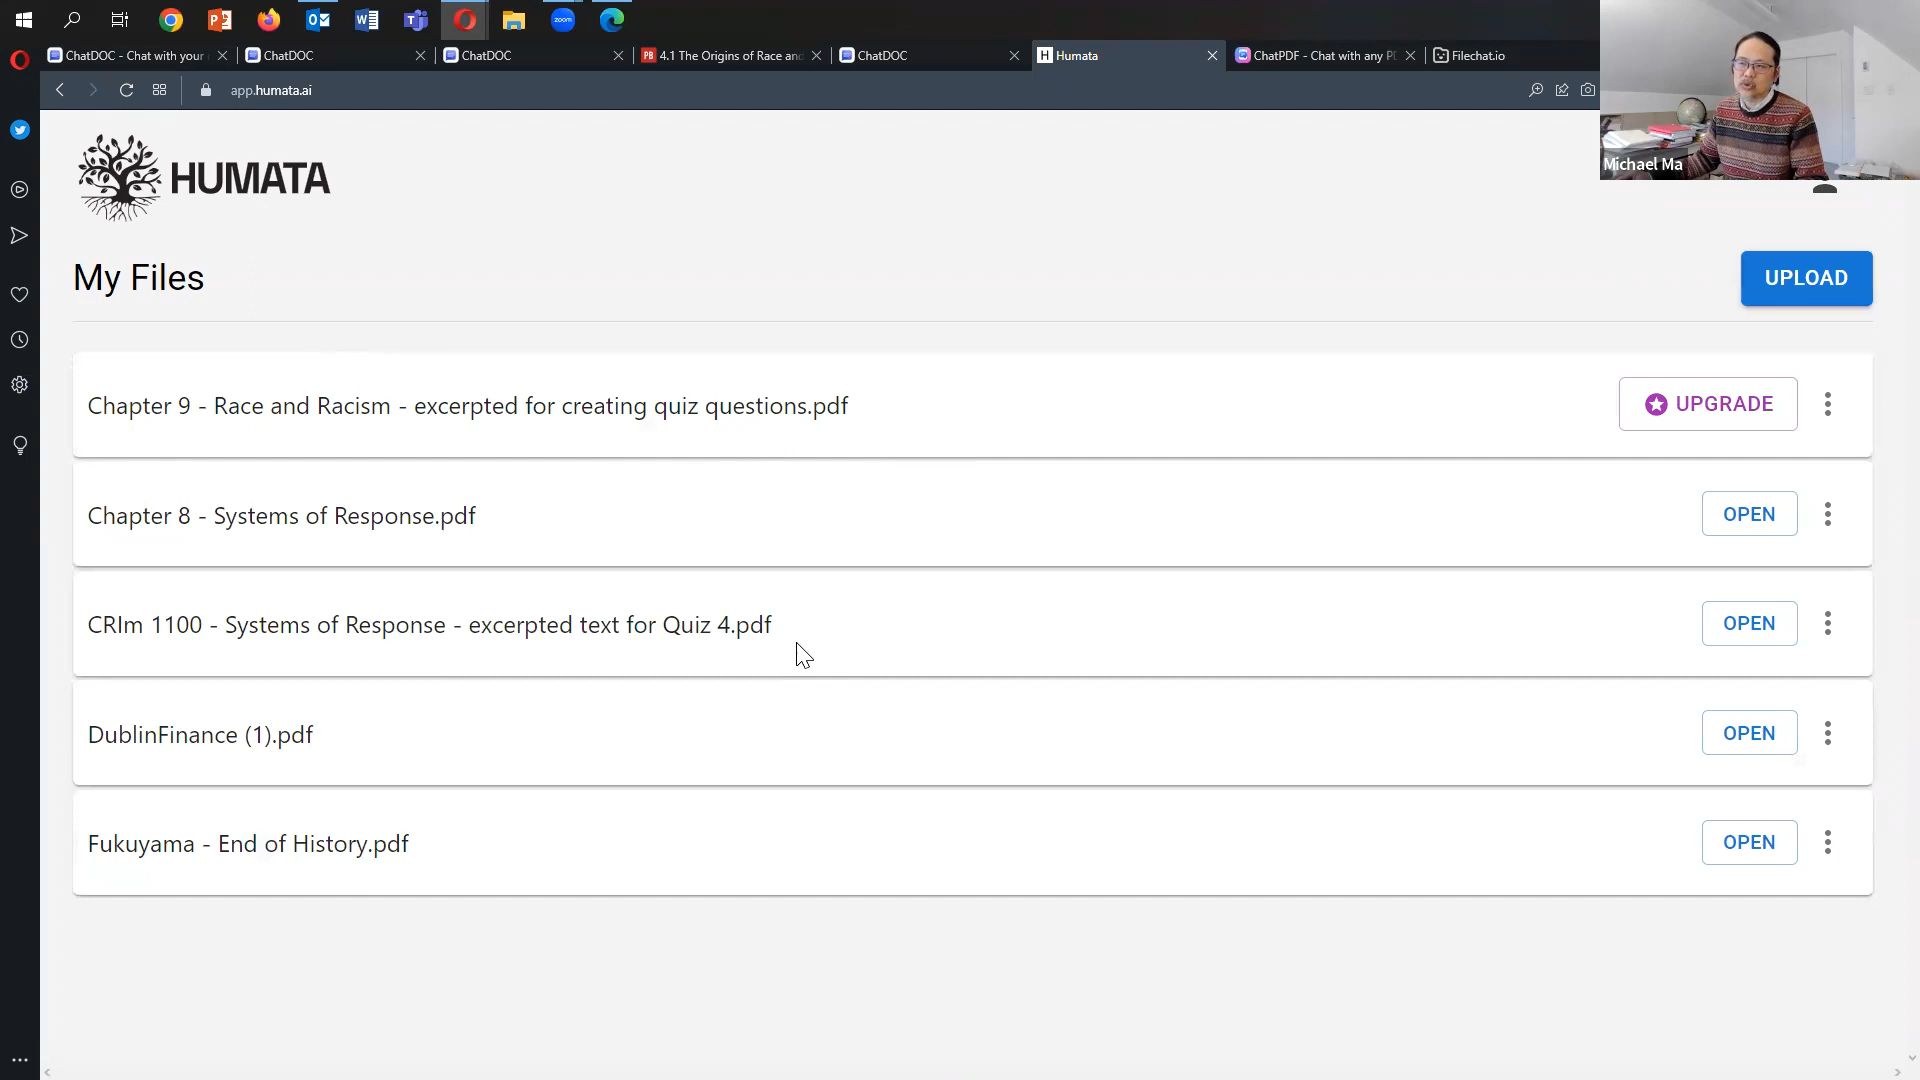 zoom
ChatDOC - Chat with your
ChatDOC
ChatDOC
PB 4.1 The Origins of Race and
ChatDOC
H Humata
ChatPDF - Chat with any P
Filechat.io
app.humata.ai
Michael Ma
HUMATA
My Files
UPLOAD
Chapter 9 - Race and Racism - excerpted for creating quiz questions.pdf
UPGRADE
Chapter 8 - Systems of Response.pdf
OPEN
CRIm 1100 - Systems of Response - excerpted text for Quiz 4.pdf
OPEN
DublinFinance (1).pdf
OPEN
Fukuyama - End of History.pdf
OPEN